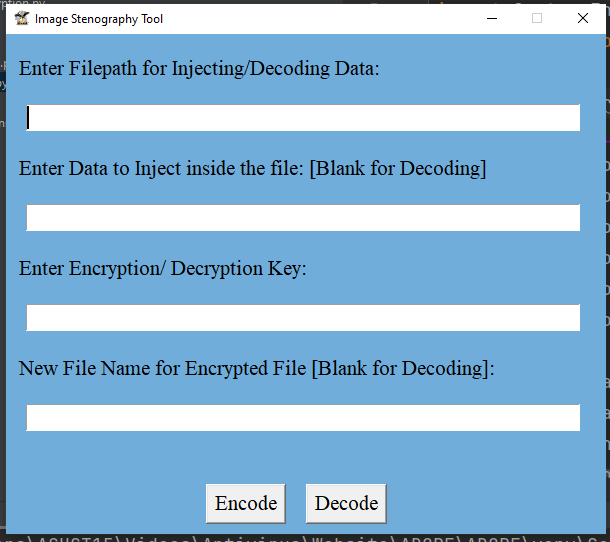 Image Stenography Tool
Enter Filepath for Injecting/Decoding Data:
Enter Data to Inject inside the file: [Blank for Decoding]
Enter Encryption/ Decryption Key:
New File Name for Encrypted File [Blank for Decoding]:
Encode Decode